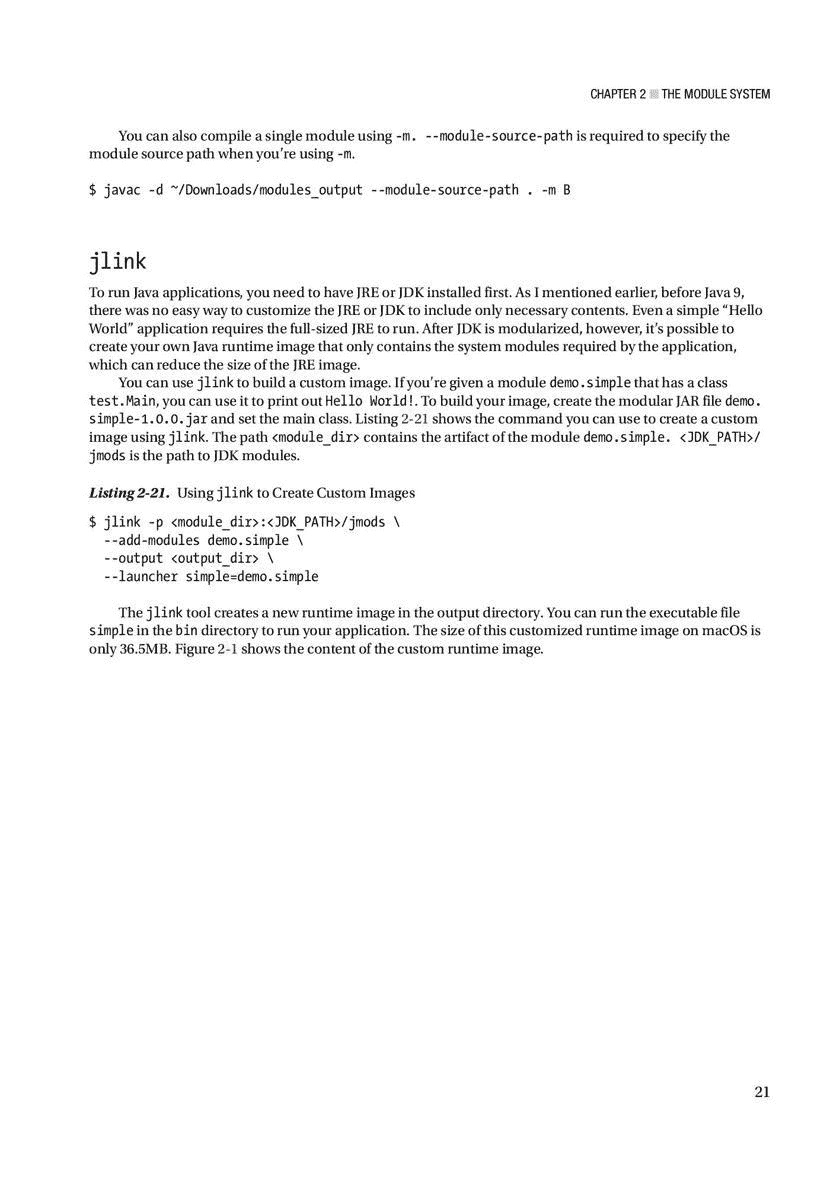 CHAPTER 2 ■ THE MODULE SYSTEM
You can also compile a single module using -m. --module-source-path is required to specify the
module source path when you’re using -m.
$ javac -d ~/Downloads/modules_output --module-source-path . -m B
jlink
To run Java applications, you need to have JRE or JDK installed first. As I mentioned earlier, before Java 9,
there was no easy way to customize the JRE or JDK to include only necessary contents. Even a simple “Hello
World” application requires the full-sized JRE to run. After JDK is modularized, however, it’s possible to
create your own Java runtime image that only contains the system modules required by the application,
which can reduce the size of the JRE image.
You can use jlink to build a custom image. If you’re given a module demo.simple that has a class
test.Main, you can use it to print out Hello World!. To build your image, create the modular JAR file demo.
simple-1.0.0.jar and set the main class. Listing 2-21 shows the command you can use to create a custom
image using jlink. The path <module_dir> contains the artifact of the module demo.simple. <JDK_PATH>/
jmods is the path to JDK modules.
Listing 2-21. Using jlink to Create Custom Images
$ jlink -p <module_dir>:<JDK_PATH>/jmods \
--add-modules demo.simple \
--output <output_dir> \
--launcher simple=demo.simple
The jlink tool creates a new runtime image in the output directory. You can run the executable file
simple in the bin directory to run your application. The size of this customized runtime image on macOS is
only 36.5MB. Figure 2-1 shows the content of the custom runtime image.
21